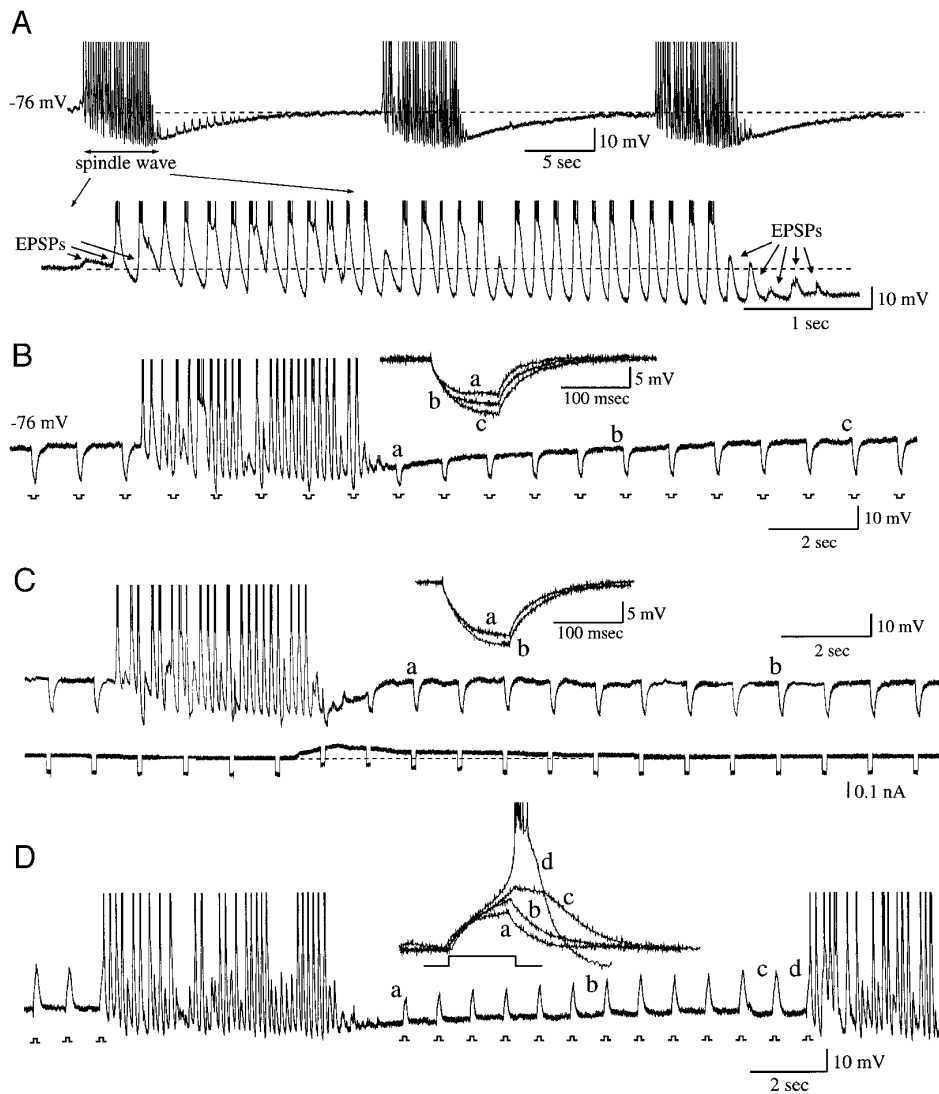 A
-76 mV
10 mV
5 sec
spindle wave
EPSPs
EPSPs
10 mV
1 sec
B
a
b
c
5 mV
100 msec
-76 mV
a
b
c
10 mV
2 sec
C
a
b
5 mV
100 msec
10 mV
2 sec
a
b
0.1 nA
D
d
c
b
a
a
b
c
d
10 mV
2 sec